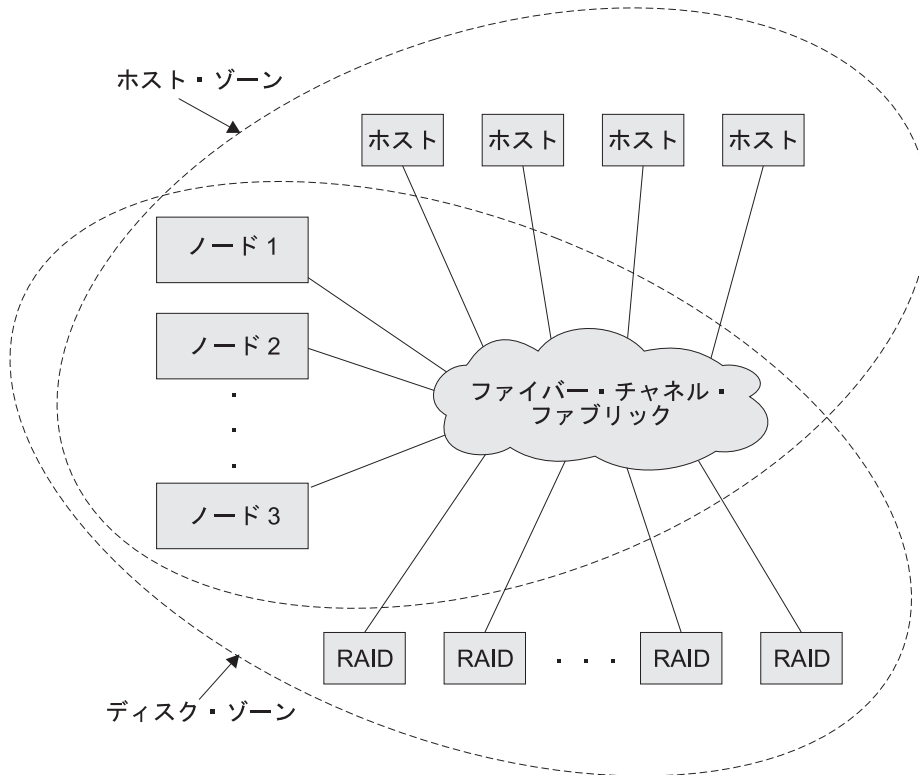 ホスト・ゾーン
ホスト
ホスト
ホスト
ホスト
ノード 1
ノード 2
ファイバー・チャネル・
ファブリック
ノード 3
RAID
RAID
. . .
RAID
RAID
ディスク・ゾーン